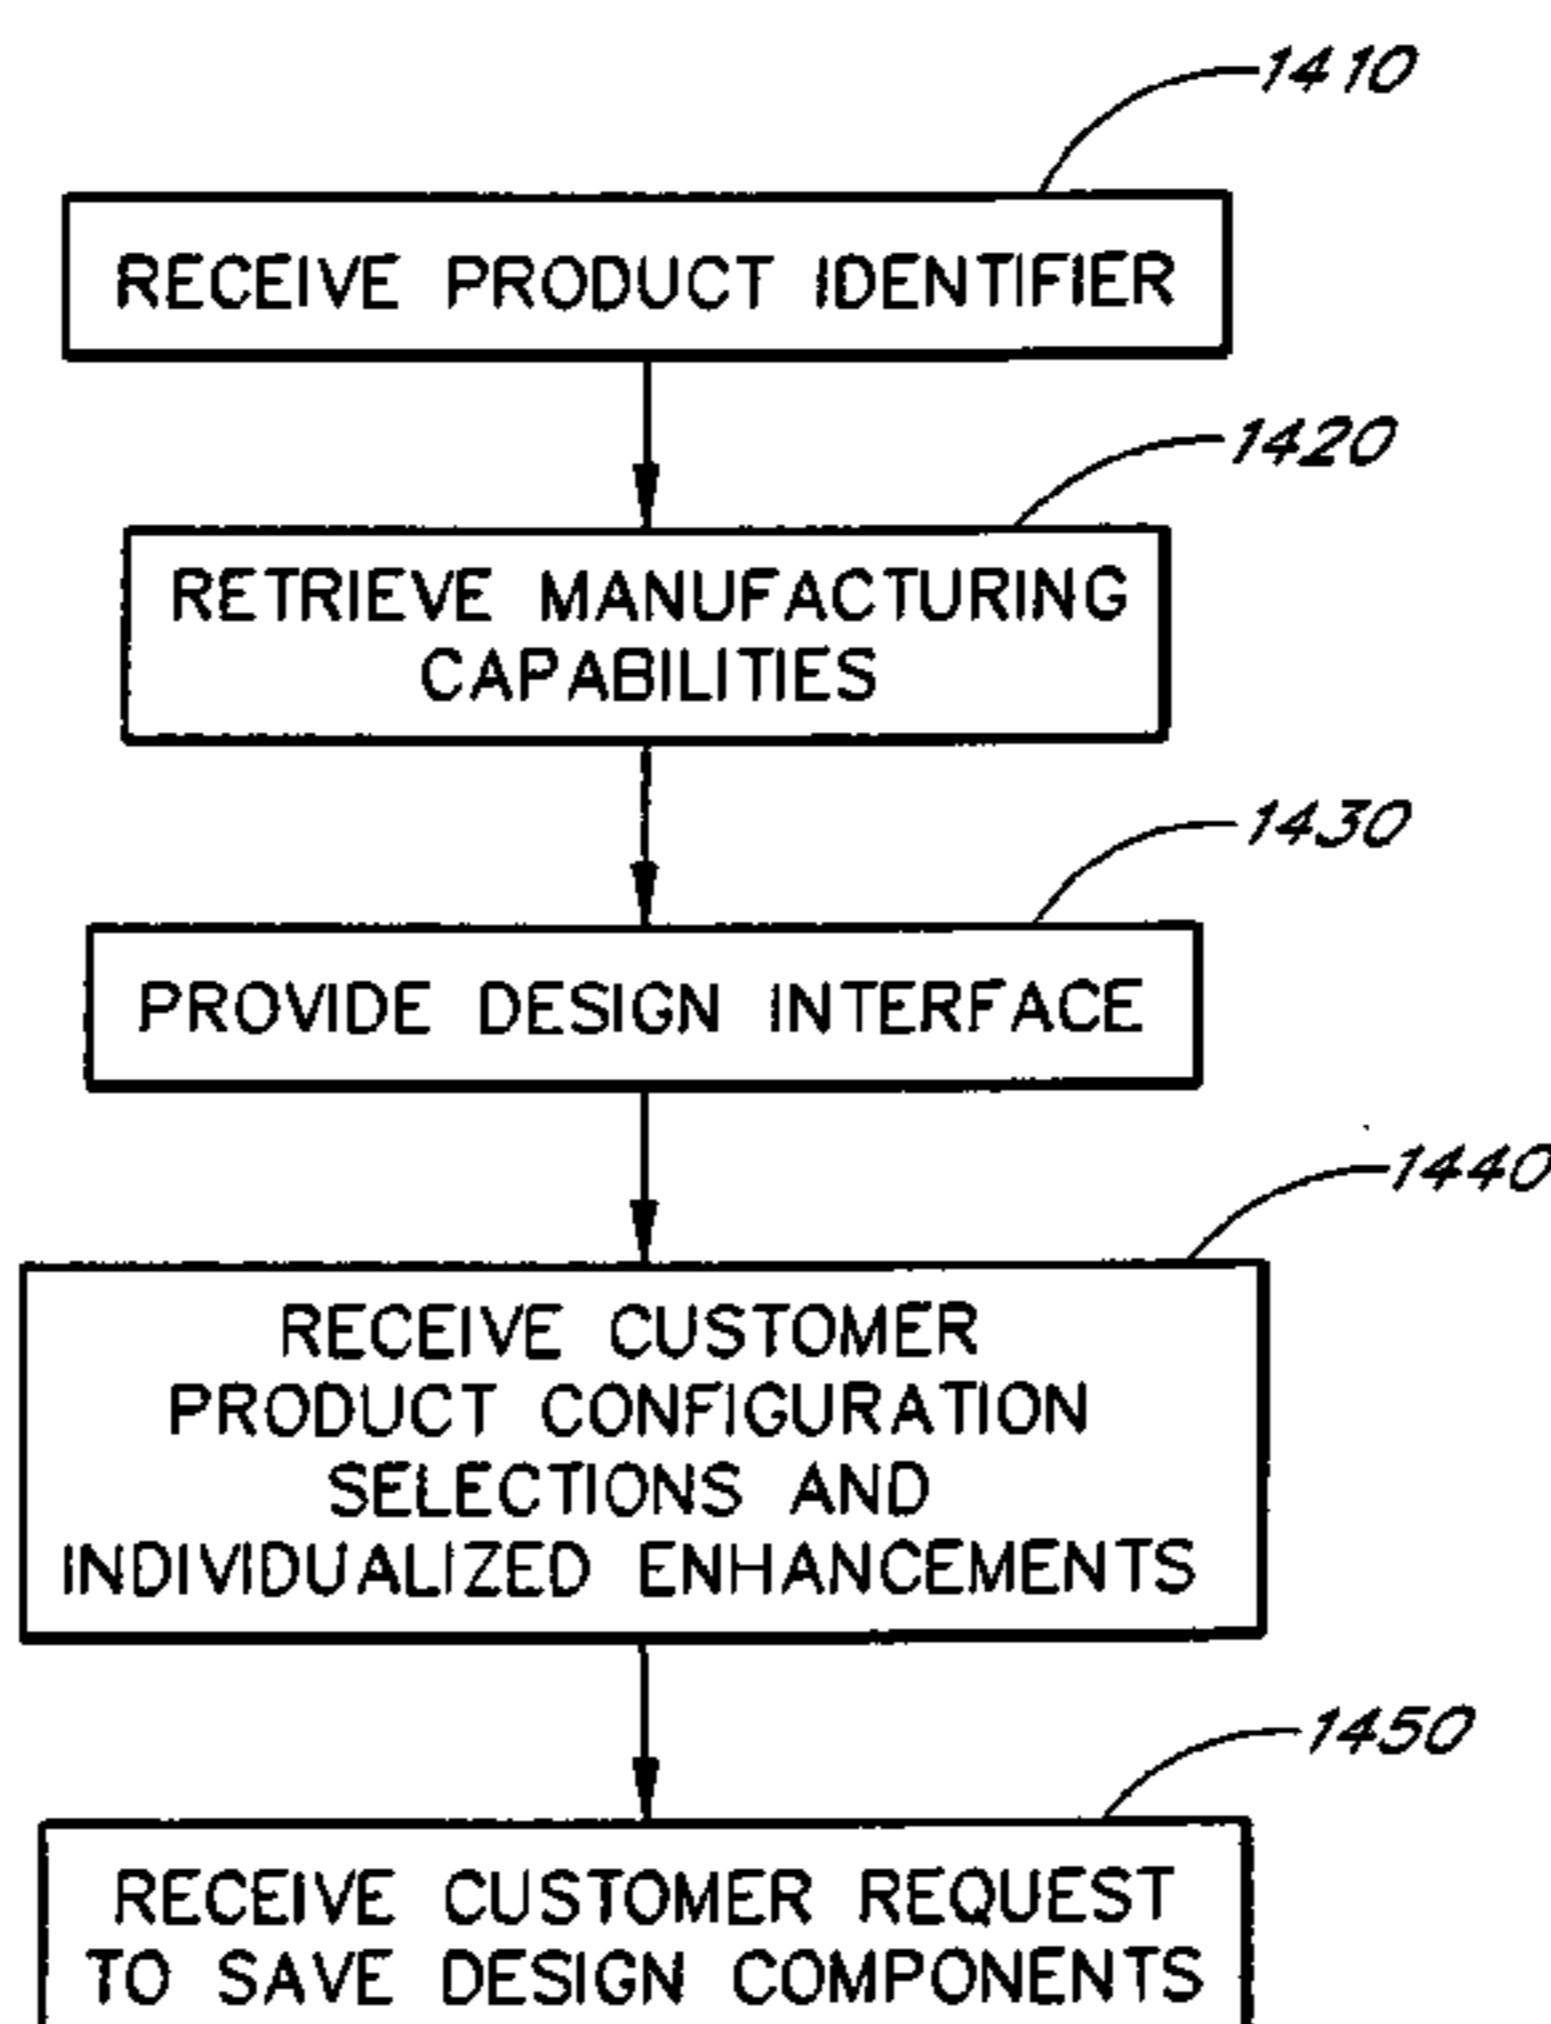 1410
RECEIVE PRODUCT IDENTIFIER
1420
RETRIEVE MANUFACTURING
CAPABILITIES
1430
PROVIDE DESIGN INTERFACE
1440
RECEIVE CUSTOMER
PRODUCT CONFIGURATION
SELECTIONS AND
INDIVIDUALIZED ENHANCEMENTS
1450
RECEIVE CUSTOMER REQUEST
TO SAVE DESIGN COMPONENTS